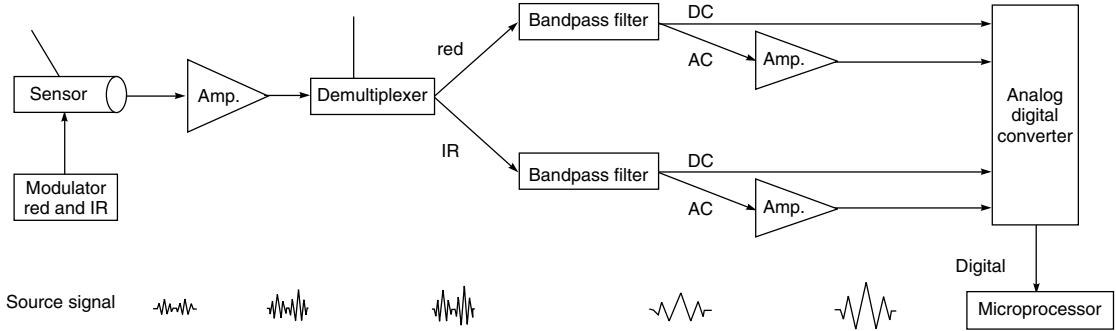 DC
Bandpass filter
red
AC
Amp.
Sensor
Amp.
Demultiplexer
Analog
digital
converter
IR
DC
Bandpass filter
Modulator
red and IR
AC
Amp.
Digital
Source signal
Microprocessor